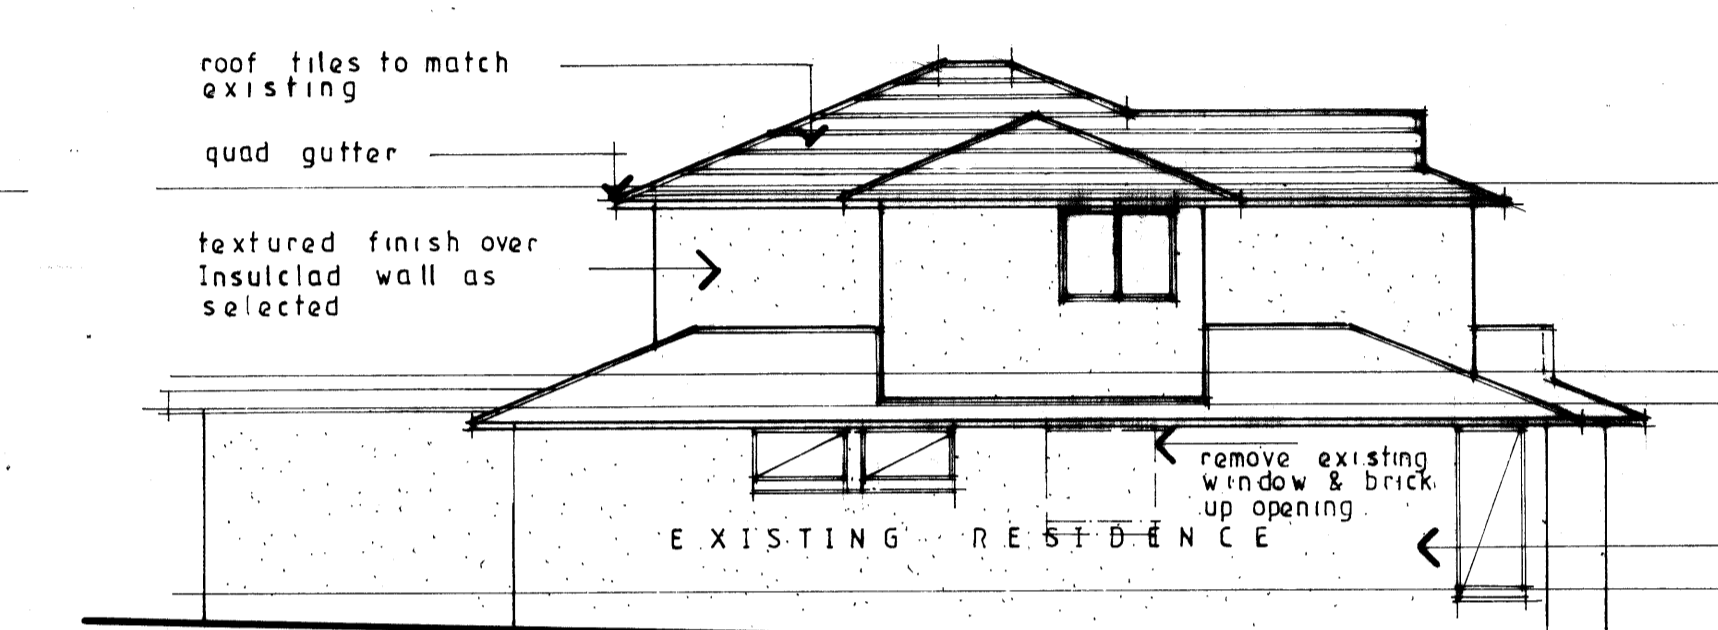 roof tiles to match
existing
quad gutter
textured finish over
Insulclad wall as
selected
remove existing
window & brick
up opening
EXISTING RESIDENCE